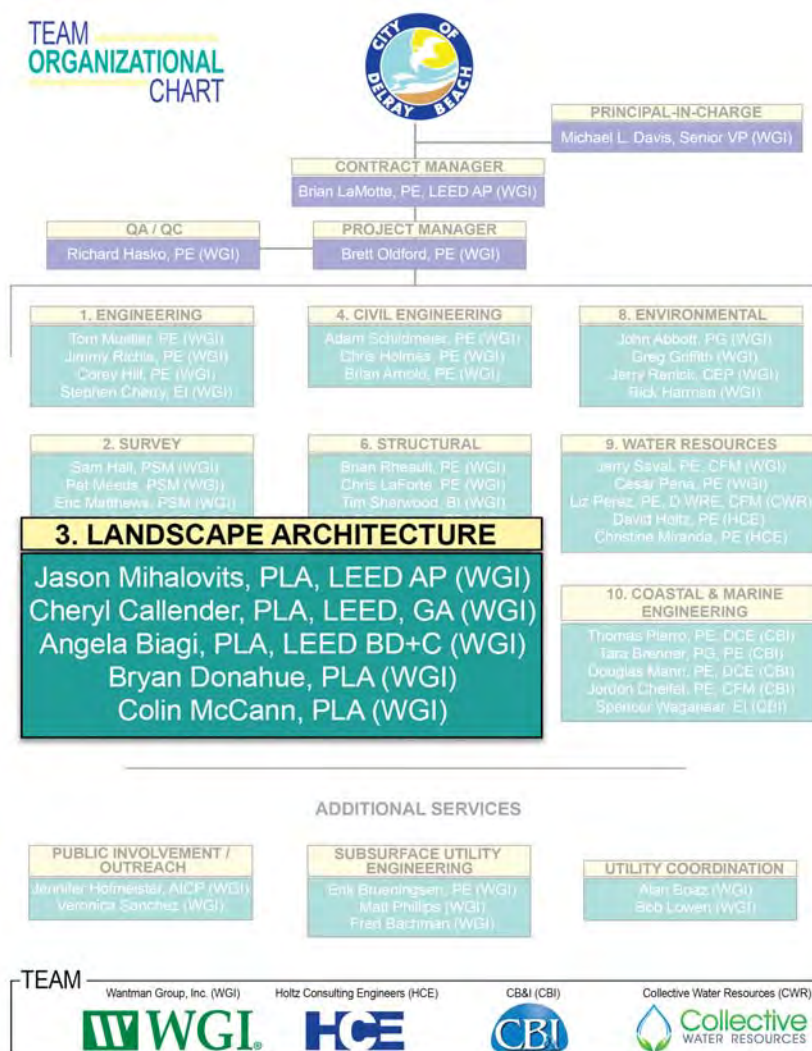 TEAM
ORGANIZATIONAL
CHART
CITY OF
DELRAY BEACH
PRINCIPAL-IN-CHARGE
Michael L. Davis, Senior VP (WGI)
CONTRACT MANAGER
Brian LaMotte, PE, LEED AP (WGI)
QA / QC
Richard Hasko, PE (WGI)
PROJECT MANAGER
Brett Oldford, PE (WGI)
1. ENGINEERING
Tom Mueller, PE (WGI)
Jimmy Richie, PE (WGI)
Corey Hill, PE (WGI)
Stephen Cherry, EI (WGI)
4. CIVIL ENGINEERING
Adam Schildmeier, PE (WGI)
Chris Holmes, PE (WGI)
Brian Arnold, PE (WGI)
8. ENVIRONMENTAL
John Abbott, PG (WGI)
Greg Griffith (WGI)
Jerry Renick, CEP (WGI)
Rick Harman (WGI)
2. SURVEY
Sam Hall, PSM (WGI)
Pat Meeds, PSM (WGI)
Eric Matthews, PSM (WGI)
6. STRUCTURAL
Brian Rheault, PE (WGI)
Chris LaForte, PE (WGI)
Tim Sherwood, BI (WGI)
9. WATER RESOURCES
Jerry Saval, PE, CFM (WGI)
Cesar Pena, PE (WGI)
Liz Perez, PE, D.WRE, CFM (CWR)
David Holtz, PE (HCE)
Christine Miranda, PE (HCE)
3. LANDSCAPE ARCHITECTURE
Jason Mihalovits, PLA, LEED AP (WGI)
Cheryl Callender, PLA, LEED, GA (WGI)
Angela Biagi, PLA, LEED BD+C (WGI)
Bryan Donahue, PLA (WGI)
Colin McCann, PLA (WGI)
10. COASTAL & MARINE
ENGINEERING
Thomas Pierro, PE, DCE (CBI)
Tara Brenner, PG, PE (CBI)
Douglas Mann, PE, DCE (CBI)
Jordon Cheifet, PE, CFM (CBI)
Spencer Waganaar, EI (CBI)
ADDITIONAL SERVICES
PUBLIC INVOLVEMENT /
OUTREACH
Jennifer Hofmeister, AICP (WGI)
Veronica Sanchez (WGI)
SUBSURFACE UTILITY
ENGINEERING
Erik Brueningsen, PE (WGI)
Matt Phillips (WGI)
Fred Bachman (WGI)
UTILITY COORDINATION
Alan Boaz (WGI)
Bob Lowen (WGI)
TEAM
Wantman Group, Inc. (WGI)
WGI
Holtz Consulting Engineers (HCE)
HCE
CB&I (CBI)
CBI
Collective Water Resources (CWR)
Collective
WATER RESOURCES